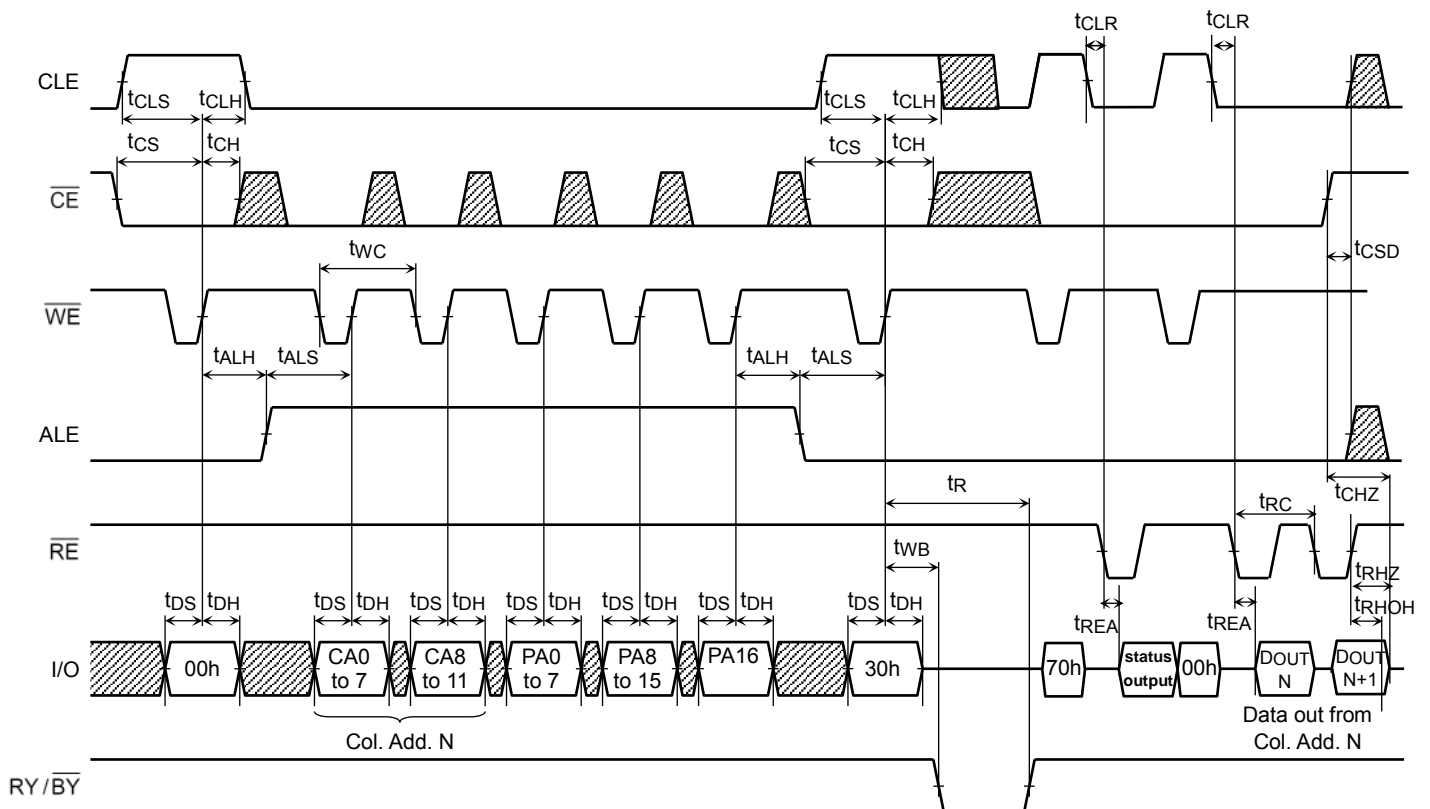 tCLR tCLR
CLE
tCLS tCLH tCLS tCLH
tCS tCH tCS tCH
CE
tWC tCSD
WE
tALH tALS tALH tALS
ALE
tR tCHZ
tRC
RE
tWB
tRHZ
tDS tDH tDS tDH tDS tDH tDS tDH tDS tDH tDS tDH tDS tDH tRHOH
tREA tREA
I/O 00h CA0 to 7 CA8 to 11 PA0 to 7 PA8 to 15 PA16 30h 70h status output 00h DOUT N DOUT N+1
Col. Add. N
Data out from
Col. Add. N
RY/BY